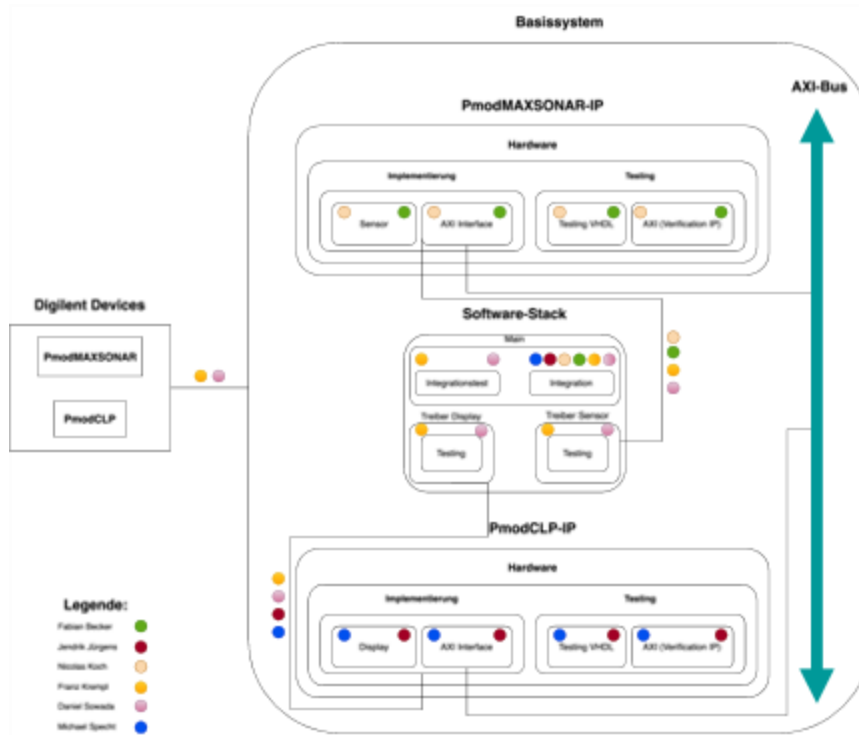 Basissystem
AXI-Bus
PmodMAXSONAR-IP
Hardware
Implementierung
Testing
Sensor
AXI Interface
Testing VHDL
AXI (Verification IP)
Digilent Devices
PmodMAXSONAR
PmodCLP
Software-Stack
Main
Integrationstest
Integration
Treiber Display
Treiber Sensor
Testing
Testing
PmodCLP-IP
Hardware
Implementierung
Testing
Display
AXI Interface
Testing VHDL
AXI (Verification IP)
Legende:
Fabian Becker
Jendrik Jürgens
Nicolas Koch
Franz Krempl
Daniel Sowada
Michael Specht